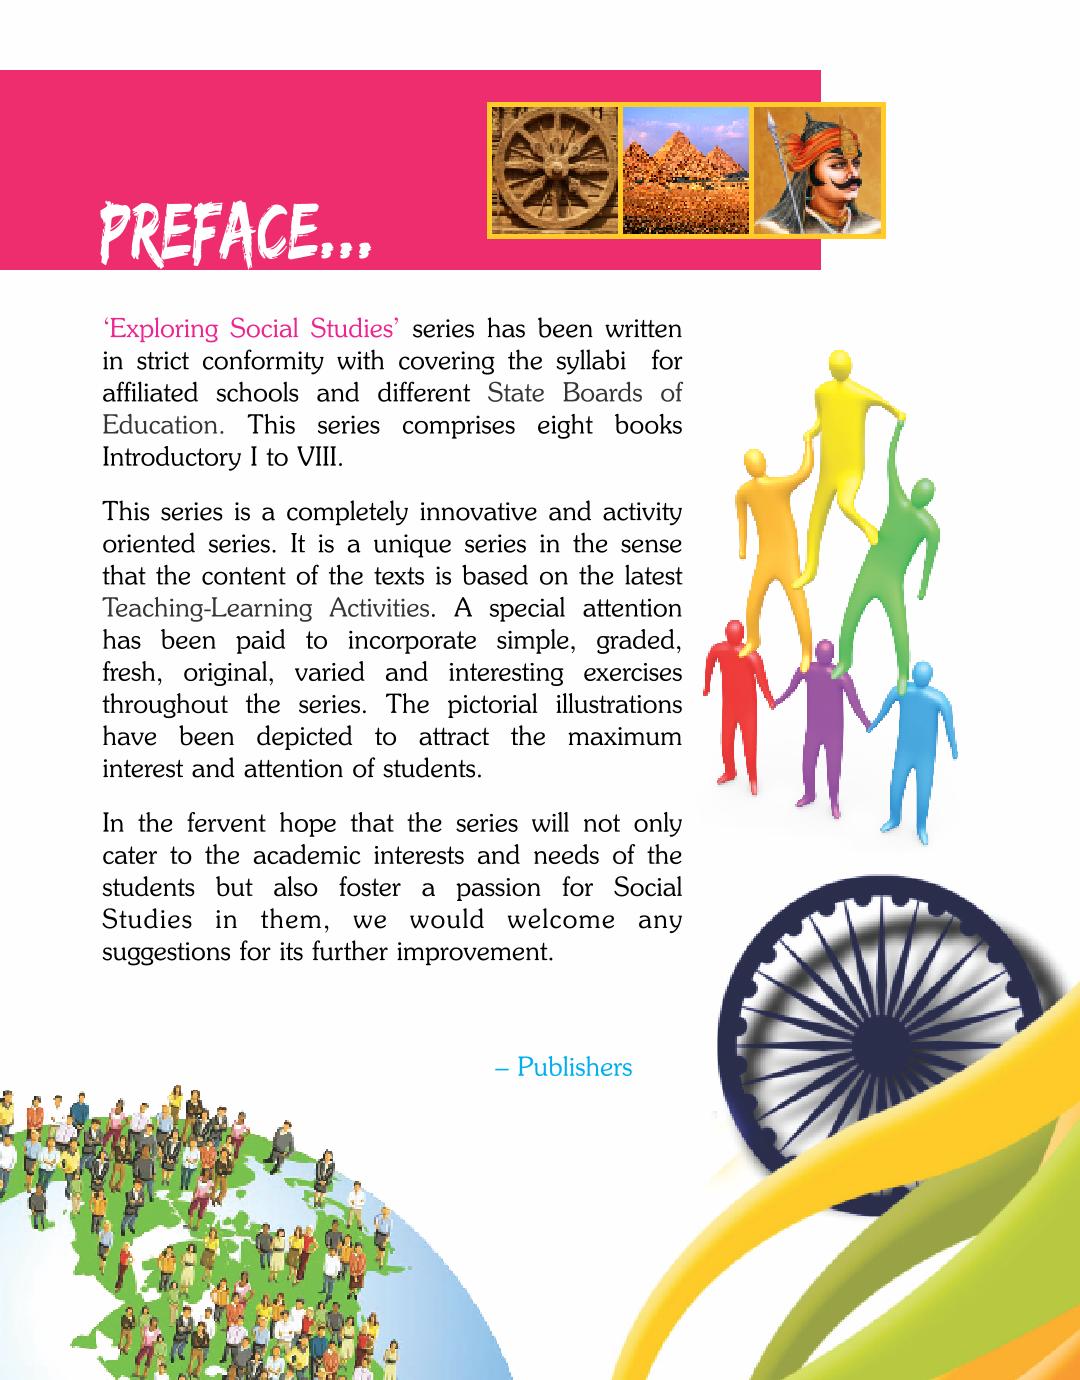 PREFACE...
‘Exploring Social Studies’ series has been written
in strict conformity with covering the syllabi for
affiliated schools and different State Boards of
Education. This series comprises eight books
Introductory I to VIII.
This series is a completely innovative and activity
oriented series. It is a unique series in the sense
that the content of the texts is based on the latest
Teaching-Learning Activities. A special attention
has been paid to incorporate simple, graded,
fresh, original, varied and interesting exercises
throughout the series. The pictorial illustrations
have been depicted to attract the maximum
interest and attention of students.
In the fervent hope that the series will not only
cater to the academic interests and needs of the
students but also foster a passion for Social
Studies in them, we would welcome any
suggestions for its further improvement.
– Publishers